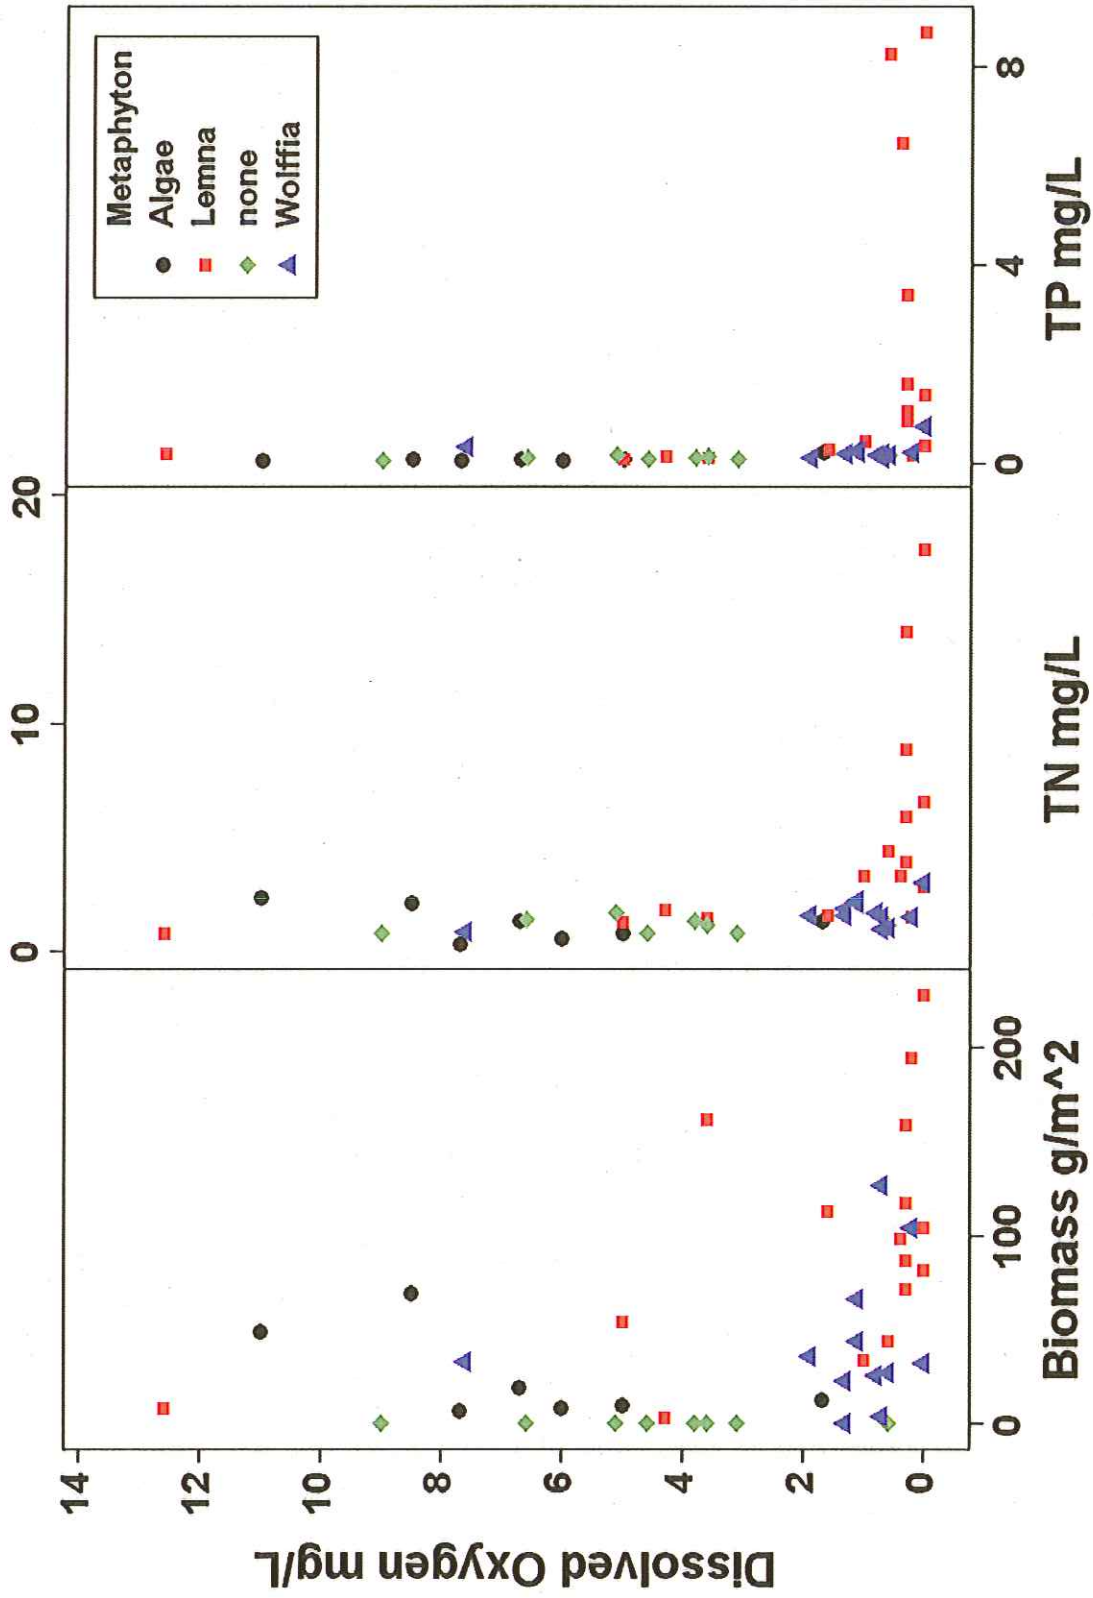 0
10
20
14
12
10
8
6
4
2
0
Dissolved Oxygen mg/L
Metaphyton
Algae
Lemna
none
Wolffia
0
100
200
0
4
8
Biomass g/m^2
TN mg/L
TP mg/L